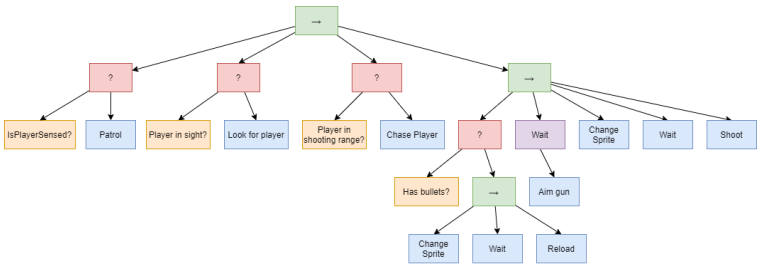 →
?
?
?
→
IsPlayerSensed?
Patrol
Player in sight?
Look for player
Player in
shooting range?
Chase Player
?
Wait
Change
Sprite
Wait
Shoot
Has bullets?
→
Aim gun
Change
Sprite
Wait
Reload